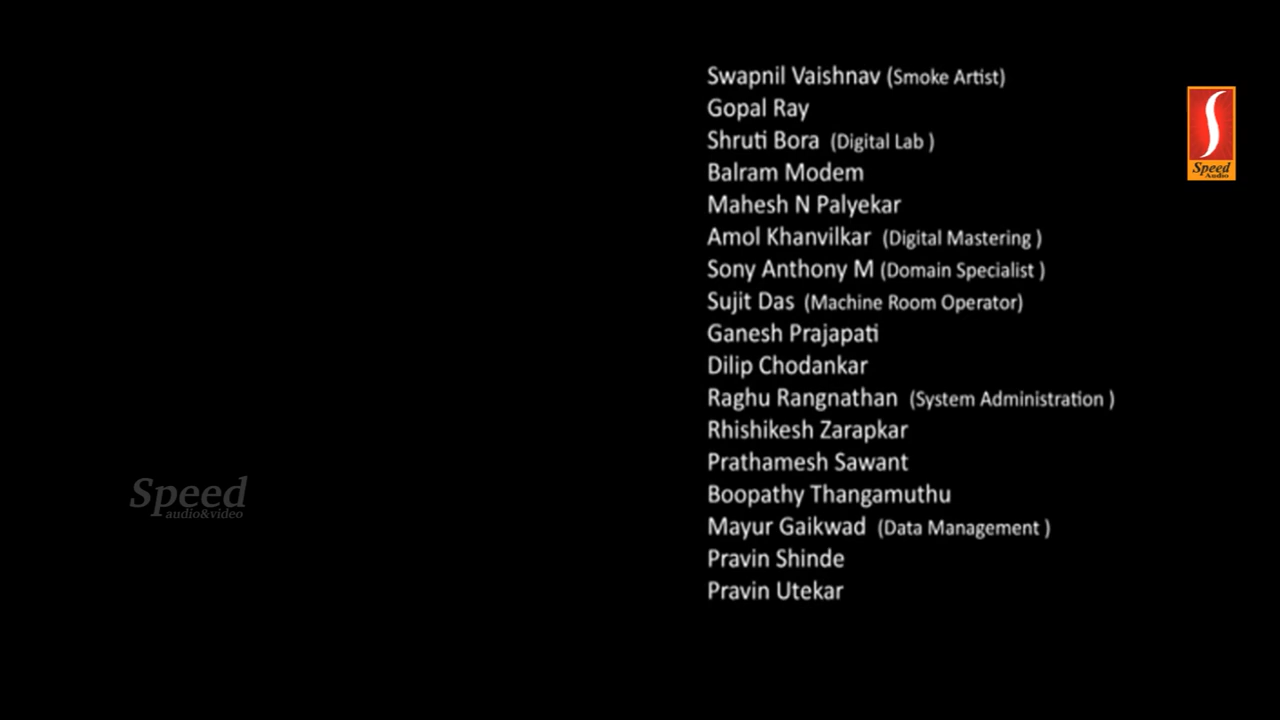 Swapnil Vaishnav (Smoke Artist)
Gopal Ray
Shruti Bora (Digital Lab )
Balram Modem
Mahesh N Palyekar
Amol Khanvilkar (Digital Mastering )
Sony Anthony M (Domain Specialist )
Sujit Das (Machine Room Operator)
Ganesh Prajapati
Dilip Chodankar
Raghu Rangnathan (System Administration )
Rhishikesh Zarapkar
Prathamesh Sawant
Boopathy Thangamuthu
Mayur Gaikwad (Data Management )
Pravin Shinde
Pravin Utekar
S
Speed
Audio
Speed
audio&video